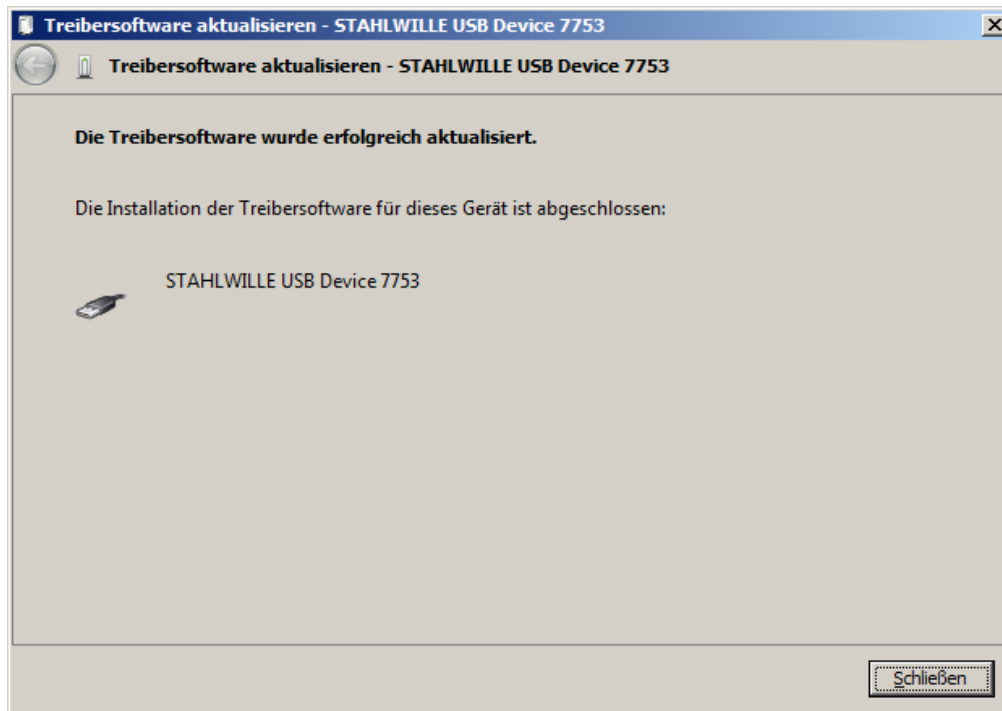 Treibersoftware aktualisieren - STAHLWILLE USB Device 7753
Treibersoftware aktualisieren - STAHLWILLE USB Device 7753
Die Treibersoftware wurde erfolgreich aktualisiert.
Die Installation der Treibersoftware für dieses Gerät ist abgeschlossen:
STAHLWILLE USB Device 7753
Schließen